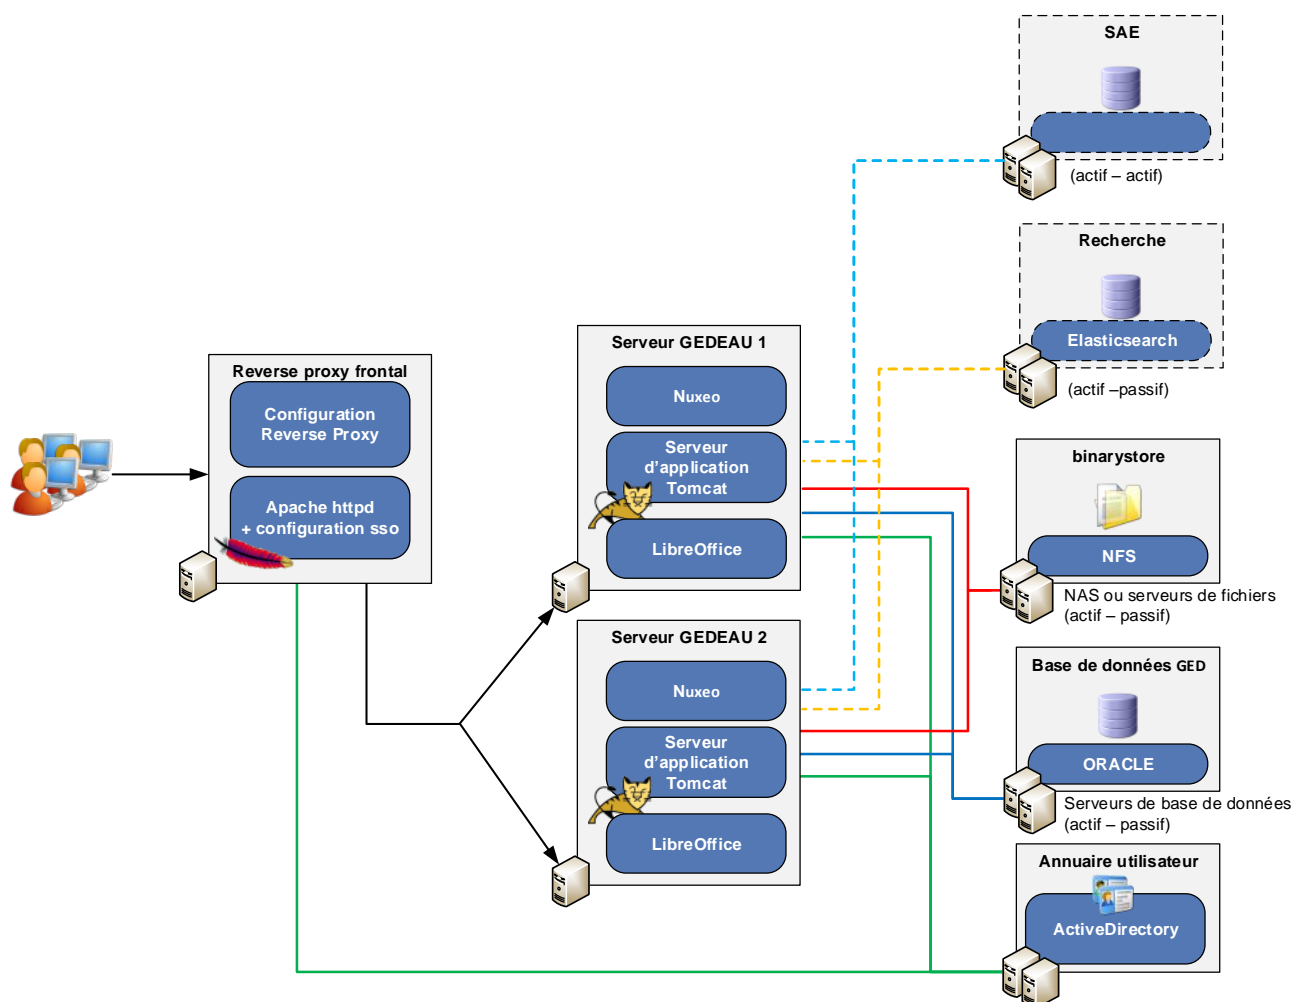 SAE
(actif – actif)
Recherche
Elasticsearch
(actif –passif)
Serveur GEDEAU 1
Nuxeo
Serveur
d'application
Tomcat
LibreOffice
Reverse proxy frontal
Configuration
Reverse Proxy
Apache httpd
+ configuration sso
binarystore
NFS
NAS ou serveurs de fichiers
(actif – passif)
Serveur GEDEAU 2
Nuxeo
Serveur
d'application
Tomcat
LibreOffice
Base de données GED
ORACLE
Serveurs de base de données
(actif – passif)
Annuaire utilisateur
ActiveDirectory